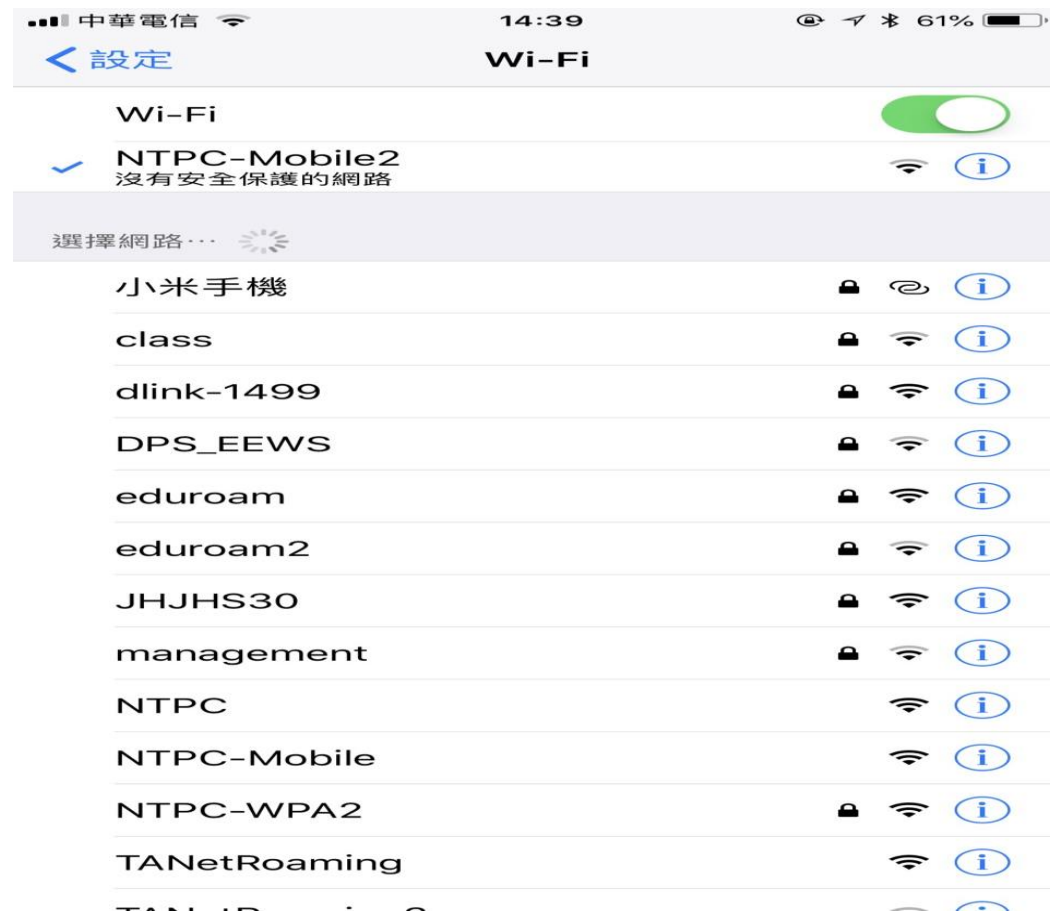 中華電信 14:39 61%
設定 Wi-Fi
Wi-Fi
NTPC-Mobile2
沒有安全保護的網路
選擇網路...
小米手機
class
dlink-1499
DPS_EEWS
eduroam
eduroam2
JHJHS30
management
NTPC
NTPC-Mobile
NTPC-WPA2
TANetRoaming